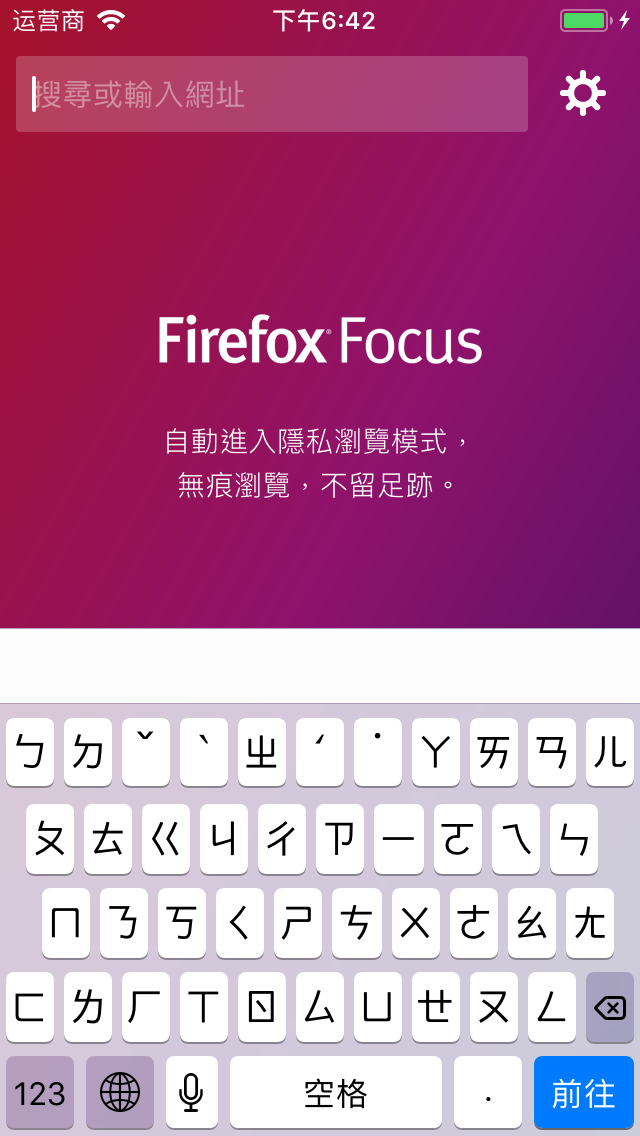 运营商 下午6:42
搜尋或輸入網址
Firefox® Focus
自動進入隱私瀏覽模式，
無痕瀏覽，不留足跡。
ㄅ ㄉ ˇ ˋ ㄓ ˊ ˙ ㄚ ㄞ ㄢ ㄦ
ㄆ ㄊ ㄍ ㄐ ㄔ ㄗ ㄧ ㄛ ㄟ ㄣ
ㄇ ㄋ ㄎ ㄑ ㄕ ㄘ ㄨ ㄜ ㄠ ㄤ
ㄈ ㄌ ㄏ ㄒ ㄖ ㄙ ㄩ ㄝ ㄡ ㄥ
123 空格 . 前往